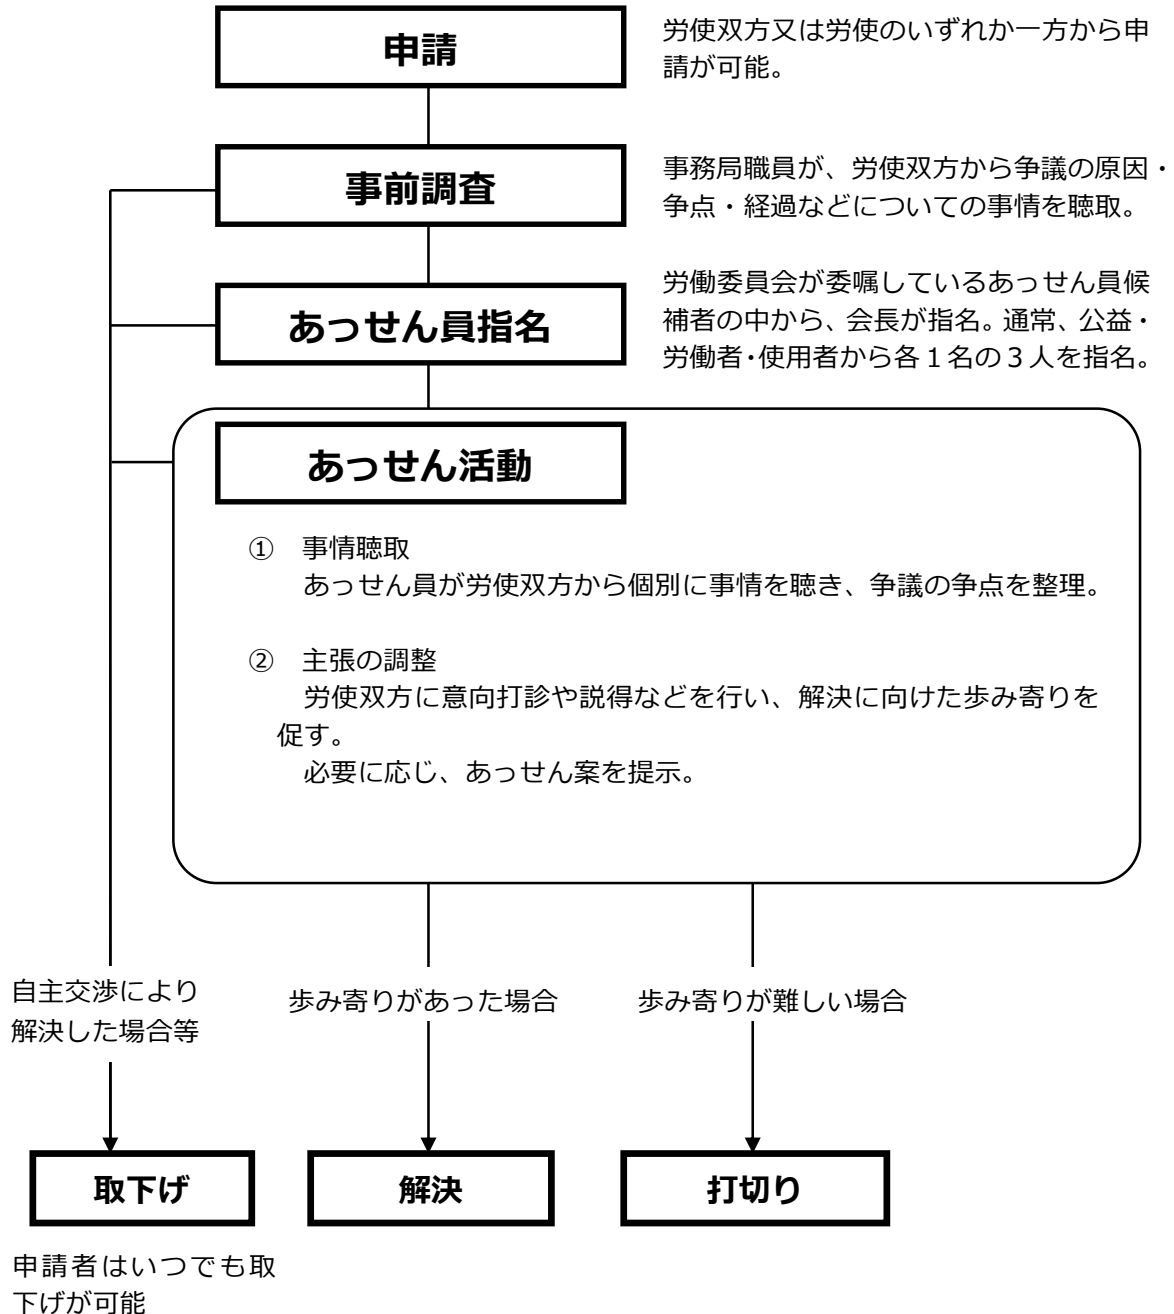 申請
労使双方又は労使のいずれか一方から申
請が可能。
事前調査
事務局職員が、労使双方から争議の原因・
争点・経過などについての事情を聴取。
あっせん員指名
労働委員会が委嘱しているあっせん員候
補者の中から、会長が指名。通常、公益・
労働者・使用者から各１名の３人を指名。
あっせん活動
① 事情聴取
あっせん員が労使双方から個別に事情を聴き、争議の争点を整理。
② 主張の調整
労使双方に意向打診や説得などを行い、解決に向けた歩み寄りを
促す。
必要に応じ、あっせん案を提示。
自主交渉により
解決した場合等
歩み寄りがあった場合
歩み寄りが難しい場合
取下げ
解決
打切り
申請者はいつでも取
下げが可能